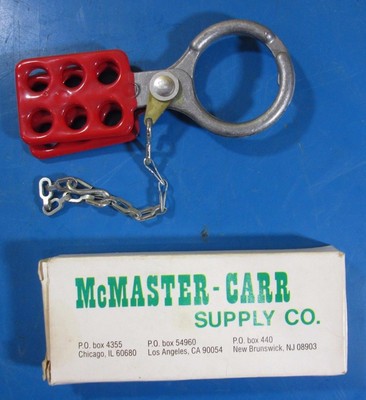 McMASTER-CARR
SUPPLY CO.
P.O. box 4355 P.O. box 54960 P.O. box 440
Chicago, IL 60680 Los Angeles, CA 90054 New Brunswick, NJ 08903